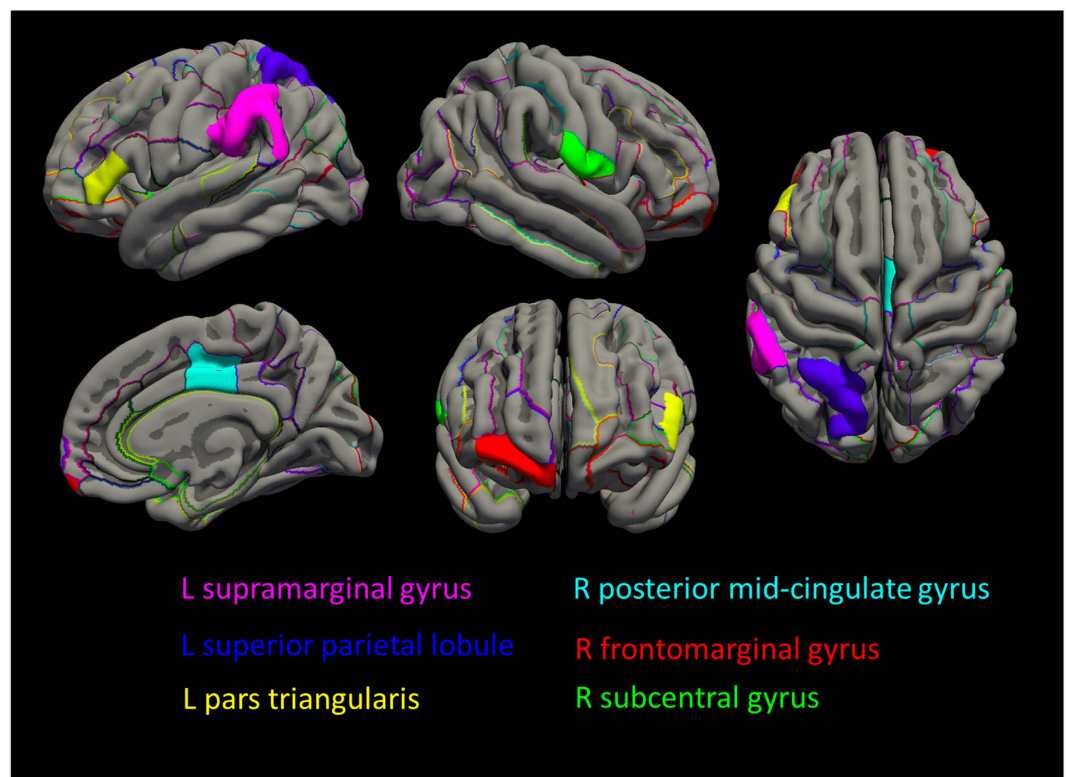 L supramarginal gyrus
R posterior mid-cingulate gyrus
L superior parietal lobule
R frontomarginal gyrus
L pars triangularis
R subcentral gyrus